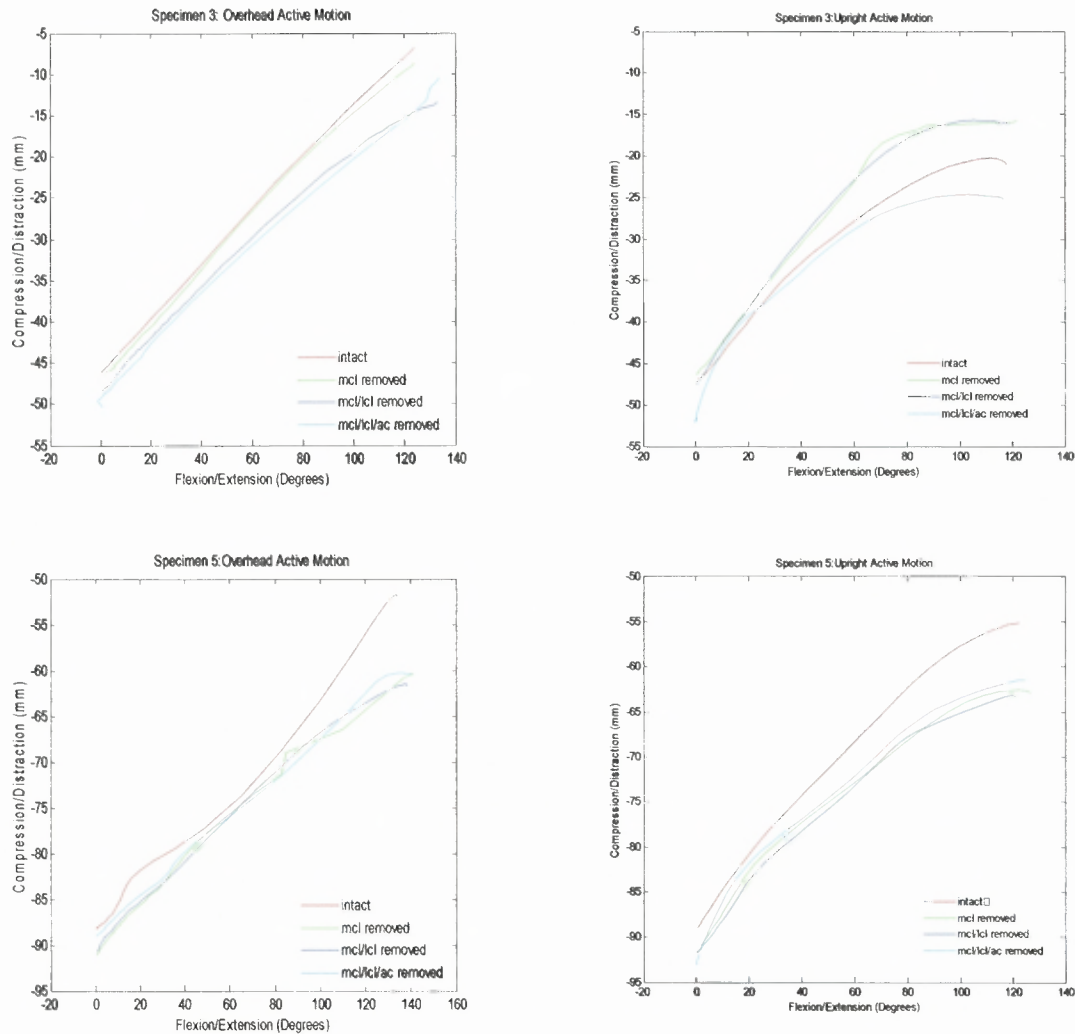 Specimen 3: Overhead Active Motion
-5
-10
-15
-20
-25
-30
-35
-40
-45
-50
-55
-20 0 20 40 60 80 100 120 140
Compression/Distraction (mm)
Flexion/Extension (Degrees)
intact
mcl removed
mcl/lcl removed
mcl/lcl/ac removed
Specimen 3:Upright Active Motion
-5
-10
-15
-20
-25
-30
-35
-40
-45
-50
-55
-20 0 20 40 60 80 100 120 140
Compression/Distraction (mm)
Flexion/Extension (Degrees)
intact
mcl removed
mcl/lcl removed
mcl/lcl/ac removed
Specimen 5:Overhead Active Motion
-50
-55
-60
-65
-70
-75
-80
-85
-90
-95
-20 0 20 40 60 80 100 120 140 160
Compression/Distraction (mm)
Flexion/Extension (Degrees)
intact
mcl removed
mcl/lcl removed
mcl/lcl/ac removed
Specimen 5:Upright Active Motion
-50
-55
-60
-65
-70
-75
-80
-85
-90
-95
-20 0 20 40 60 80 100 120 140
Compression/Distraction (mm)
Flexion/Extension (Degrees)
intact□
mcl removed
mcl/lcl removed
mcl/lcl/ac removed